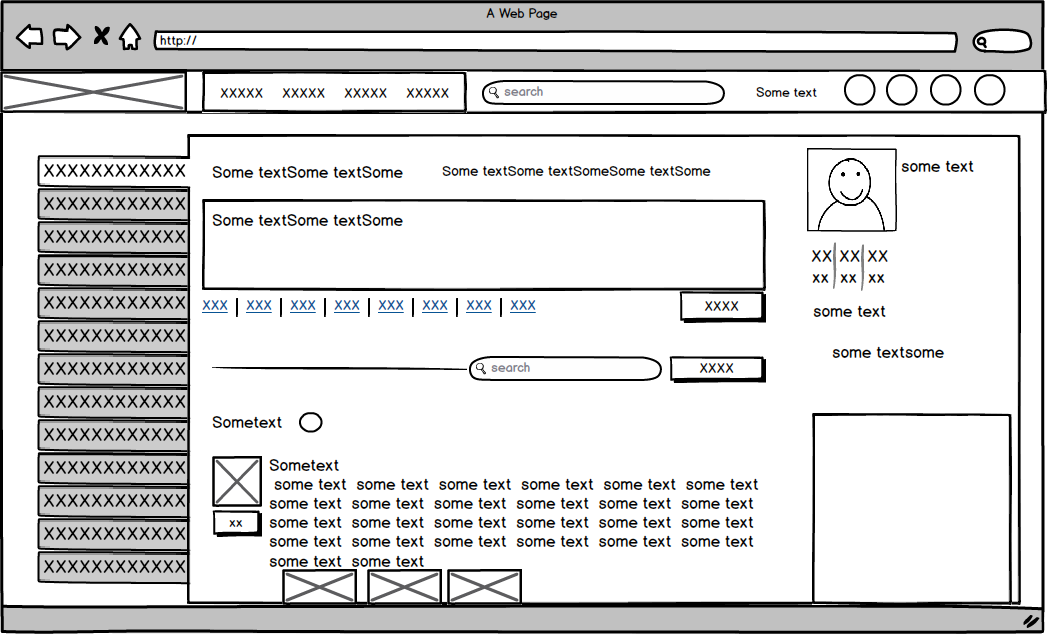 A Web Page
http://
XXXXX XXXXX XXXXX XXXXX
search
Some text
XXXXXXXXXXXX
XXXXXXXXXXXX
XXXXXXXXXXXX
XXXXXXXXXXXX
XXXXXXXXXXXX
XXXXXXXXXXXX
XXXXXXXXXXXX
XXXXXXXXXXXX
XXXXXXXXXXXX
XXXXXXXXXXXX
XXXXXXXXXXXX
XXXXXXXXXXXX
XXXXXXXXXXXX
Some textSome textSome
Some textSome textSomeSome textSome
Some textSome textSome
XXX | XXX | XXX | XXX | XXX | XXX | XXX | XXX
XXXX
search
XXXX
Sometext
Sometext
some text some text some text some text some text some text
some text some text some text some text some text some text
some text some text some text some text some text some text
some text some text some text some text some text some text
some text some text
xx
some text
XX XX XX
xx xx xx
some text
some textsome